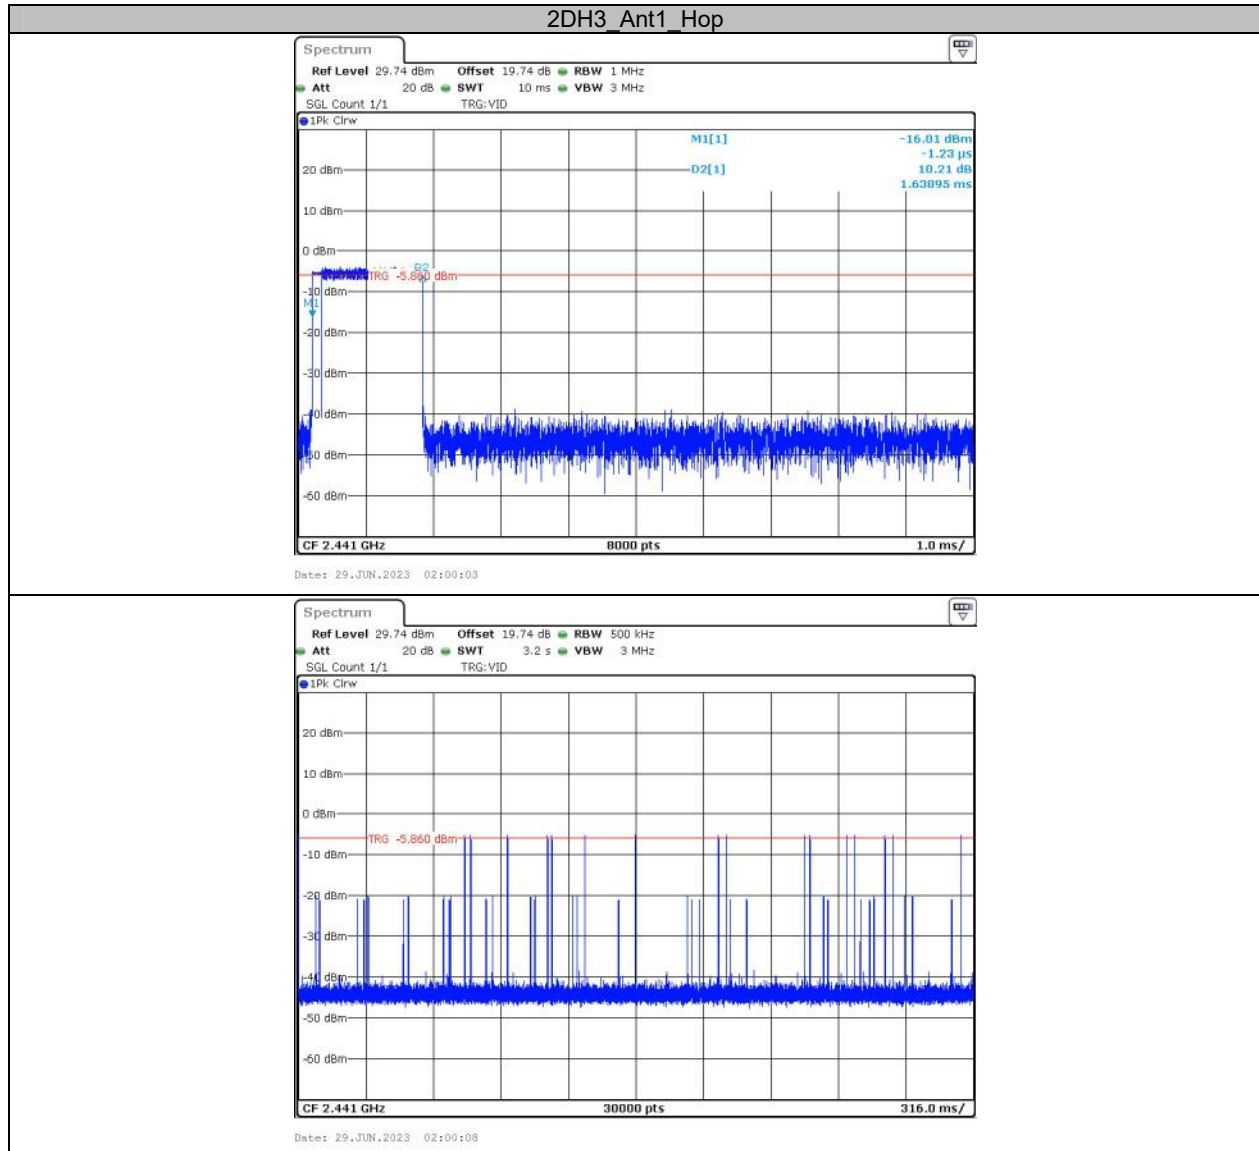 2DH3_Ant1_Hop
Spectrum
Ref Level 29.74 dBm Offset 19.74 dB RBW 1 MHz
Att 20 dB SWT 10 ms VBW 3 MHz
SGL Count 1/1 TRG:VID
1Pk Clrw
M1[1] -16.01 dBm
-1.23 µs
20 dBm D2[1] 10.21 dB
1.63895 ms
10 dBm
0 dBm
D2
TRG -5.860 dBm
-10 dBm
M1
-20 dBm
-30 dBm
-40 dBm
-50 dBm
-60 dBm
CF 2.441 GHz 8000 pts 1.0 ms/
Date: 29.JUN.2023 02:00:03
Spectrum
Ref Level 29.74 dBm Offset 19.74 dB RBW 500 kHz
Att 20 dB SWT 3.2 s VBW 3 MHz
SGL Count 1/1 TRG:VID
1Pk Clrw
20 dBm
10 dBm
0 dBm
TRG -5.860 dBm
-10 dBm
-20 dBm
-30 dBm
-40 dBm
-50 dBm
-60 dBm
CF 2.441 GHz 30000 pts 316.0 ms/
Date: 29.JUN.2023 02:00:08